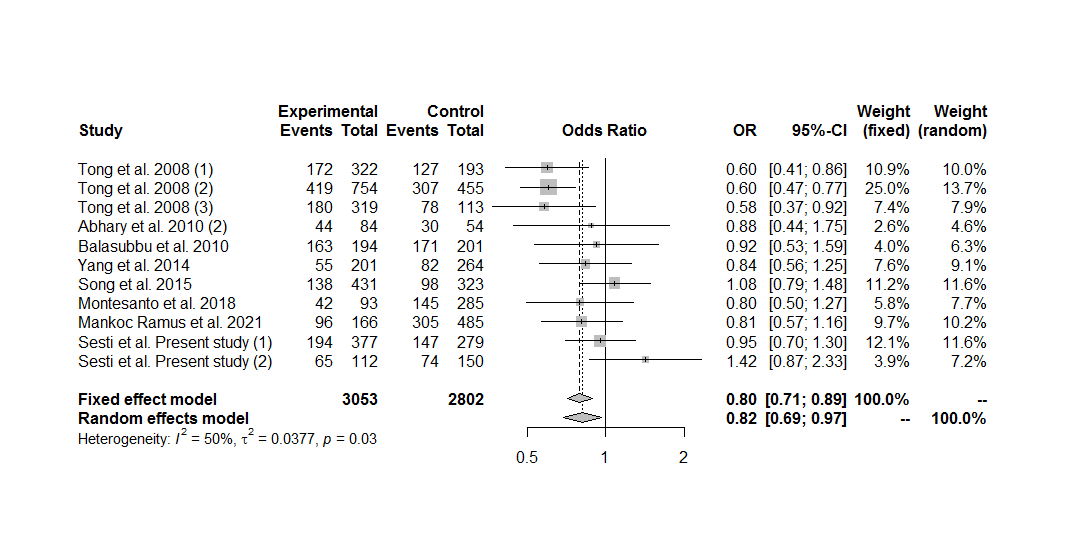 Experimental Control Weight Weight
Study Events Total Events Total Odds Ratio OR 95%-CI (fixed) (random)
Tong et al. 2008 (1) 172 322 127 193 0.60 [0.41; 0.86] 10.9% 10.0%
Tong et al. 2008 (2) 419 754 307 455 0.60 [0.47; 0.77] 25.0% 13.7%
Tong et al. 2008 (3) 180 319 78 113 0.58 [0.37; 0.92] 7.4% 7.9%
Abhary et al. 2010 (2) 44 84 30 54 0.88 [0.44; 1.75] 2.6% 4.6%
Balasubbu et al. 2010 163 194 171 201 0.92 [0.53; 1.59] 4.0% 6.3%
Yang et al. 2014 55 201 82 264 0.84 [0.56; 1.25] 7.6% 9.1%
Song et al. 2015 138 431 98 323 1.08 [0.79; 1.48] 11.2% 11.6%
Montesanto et al. 2018 42 93 145 285 0.80 [0.50; 1.27] 5.8% 7.7%
Mankoc Ramus et al. 2021 96 166 305 485 0.81 [0.57; 1.16] 9.7% 10.2%
Sesti et al. Present study (1) 194 377 147 279 0.95 [0.70; 1.30] 12.1% 11.6%
Sesti et al. Present study (2) 65 112 74 150 1.42 [0.87; 2.33] 3.9% 7.2%
Fixed effect model 3053 2802 0.80 [0.71; 0.89] 100.0% --
Random effects model 0.82 [0.69; 0.97] -- 100.0%
Heterogeneity: I² = 50%, τ² = 0.0377, p = 0.03
0.5 1 2